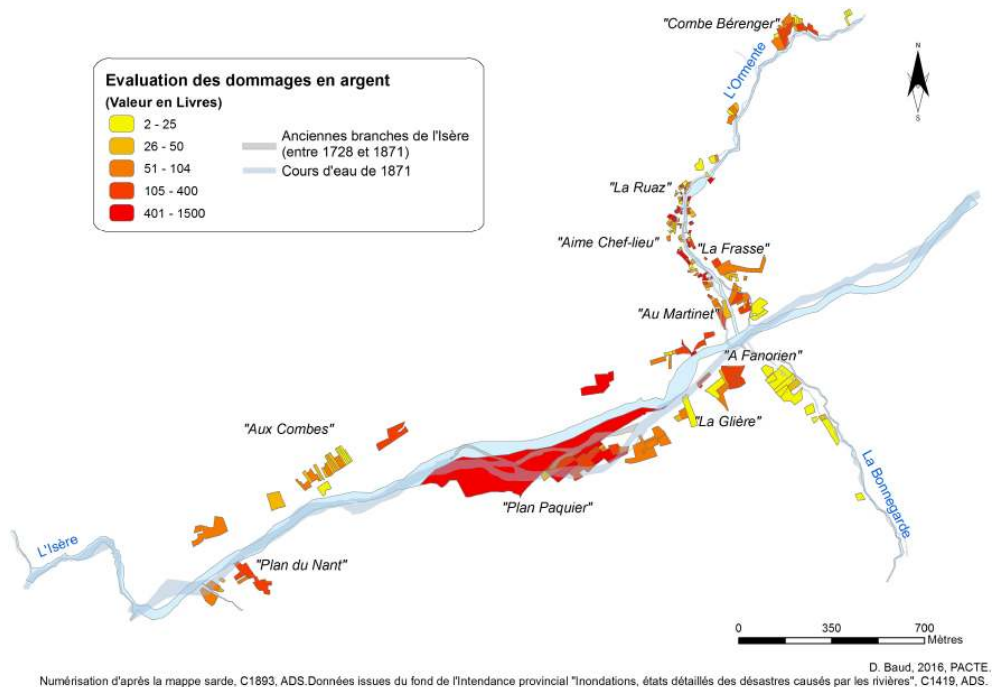 "Combe Bérenger"
L'Ormente
N
S
Evaluation des dommages en argent
(Valeur en Livres)
2 - 25
26 - 50
51 - 104
105 - 400
401 - 1500
Anciennes branches de l'Isère
(entre 1728 et 1871)
Cours d'eau de 1871
"La Ruaz"
"Aime Chef-lieu"
"La Frasse"
"Au Martinet"
"A Fanorien"
"La Glière"
"Aux Combes"
"Plan Paquier"
La Bonnegarde
L'Isère
"Plan du Nant"
0 350 700
Mètres
D. Baud, 2016, PACTE.
Numérisation d'après la mappe sarde, C1893, ADS.Données issues du fond de l'Intendance provincial "Inondations, états détaillés des désastres causés par les rivières", C1419, ADS.